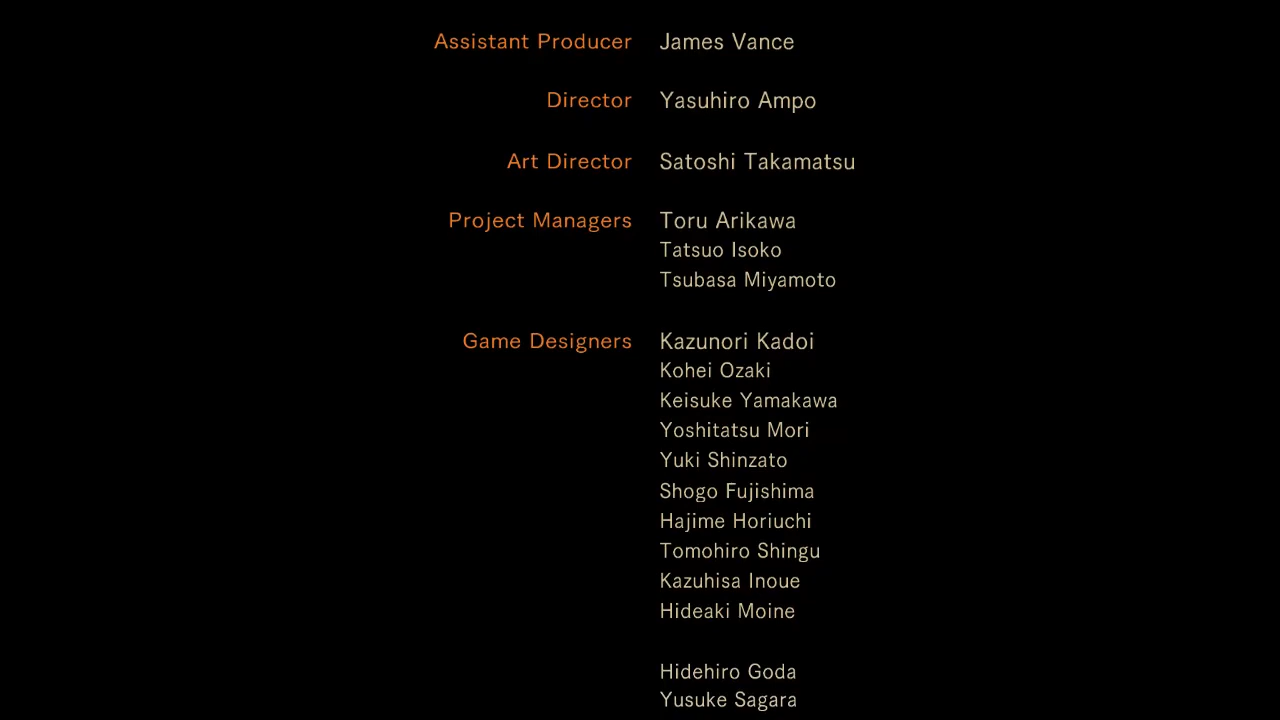 Assistant Producer James Vance
Director Yasuhiro Ampo
Art Director Satoshi Takamatsu
Project Managers Toru Arikawa
Tatsuo Isoko
Tsubasa Miyamoto
Game Designers Kazunori Kadoi
Kohei Ozaki
Keisuke Yamakawa
Yoshitatsu Mori
Yuki Shinzato
Shogo Fujishima
Hajime Horiuchi
Tomohiro Shingu
Kazuhisa Inoue
Hideaki Moine
Hidehiro Goda
Yusuke Sagara